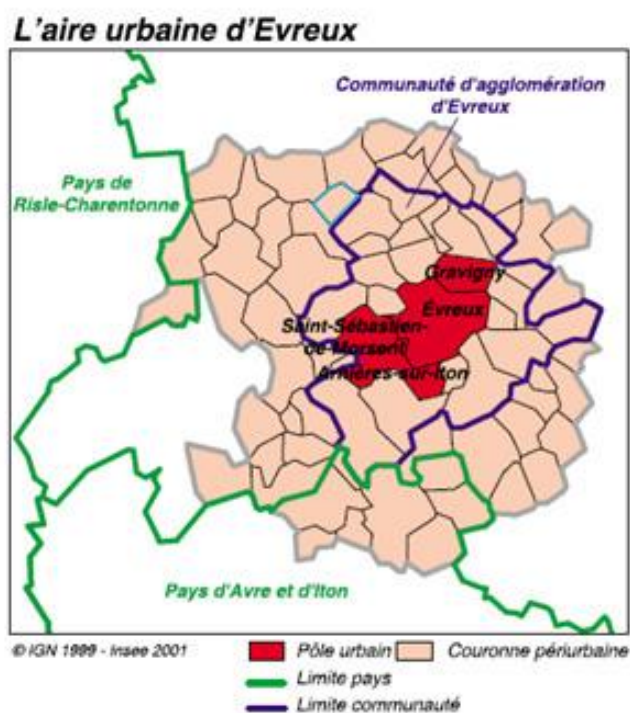 L'aire urbaine d'Evreux
Communauté d'agglomération
d'Evreux
Pays de
Risle-Charentonne
Gravigny
Évreux
Saint-Sébastien-
de-Morsent
Arnières-sur-Iton
Pays d'Avre et d'Iton
© IGN 1999 - Insee 2001
Pôle urbain
Couronne périurbaine
Limite pays
Limite communauté